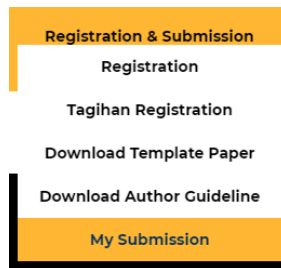 Registration & Submission
Registration
Tagihan Registration
Download Template Paper
Download Author Guideline
My Submission